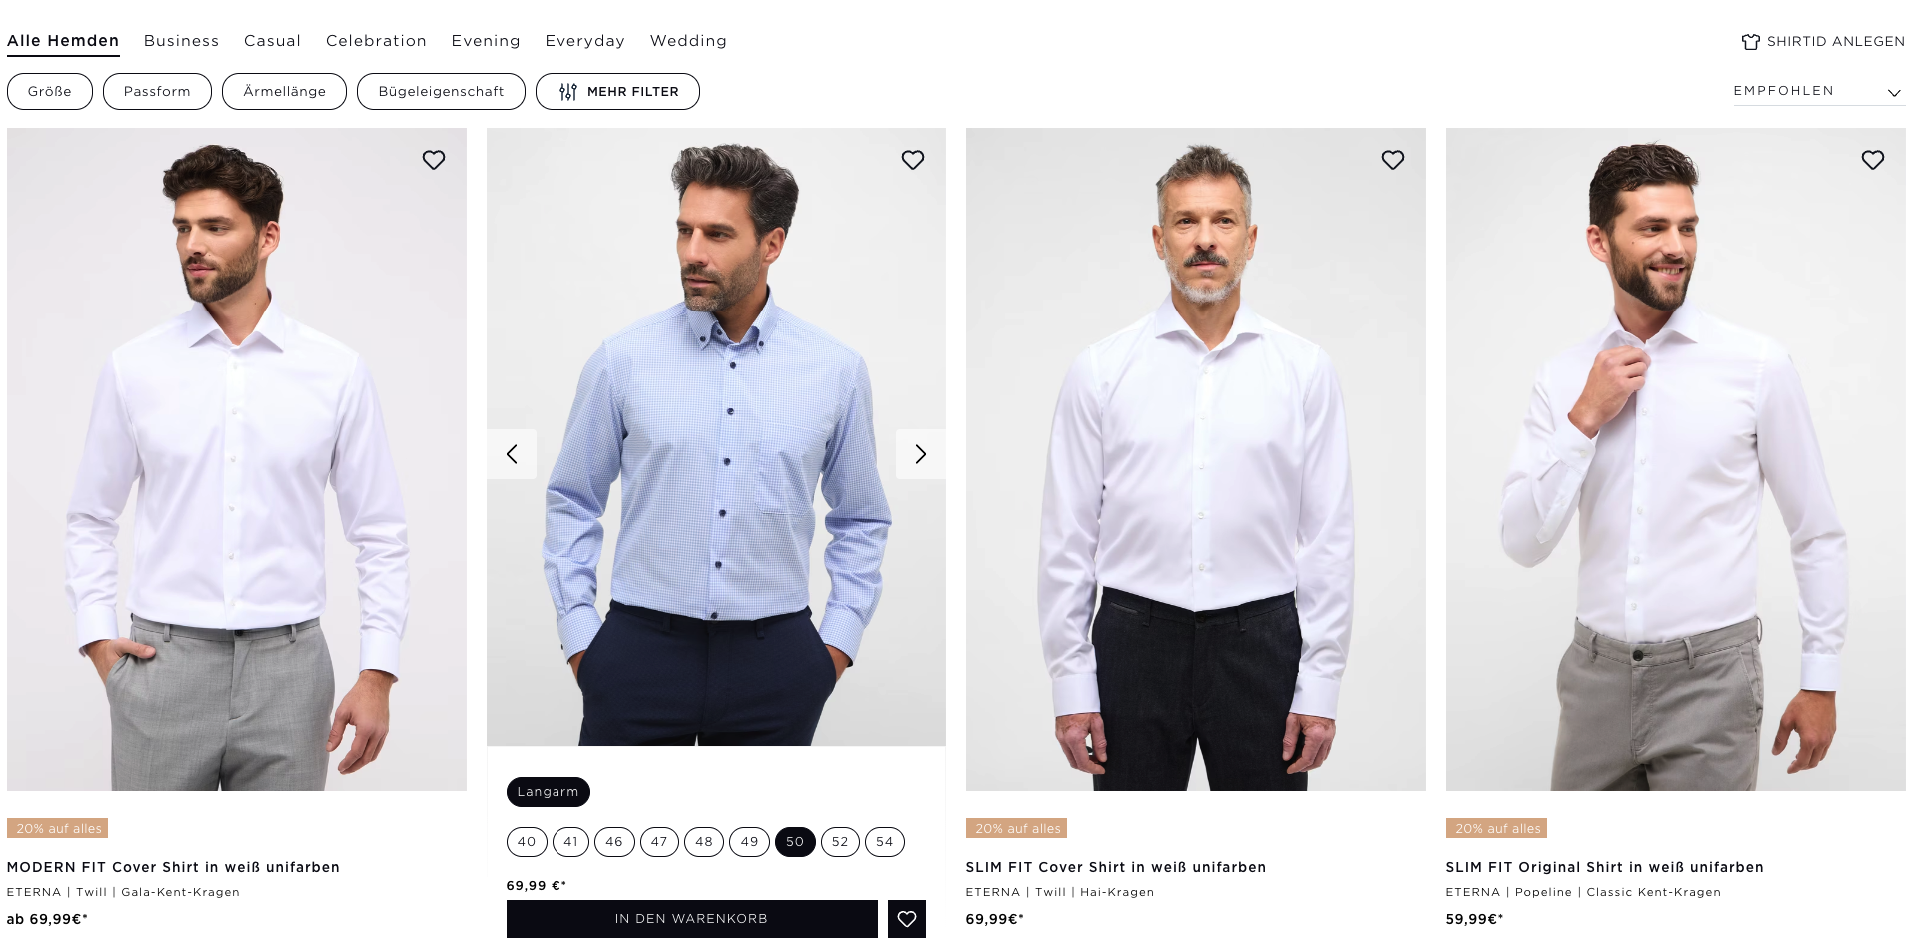 Alle Hemden Business Casual Celebration Evening Everyday Wedding
SHIRTID ANLEGEN
Größe Passform Ärmellänge Bügeleigenschaft MEHR FILTER
EMPFOHLEN
20% auf alles
MODERN FIT Cover Shirt in weiß unifarben
ETERNA | Twill | Gala-Kent-Kragen
ab 69,99€*
Langarm
40 41 46 47 48 49 50 52 54
69,99 €*
IN DEN WARENKORB
20% auf alles
SLIM FIT Cover Shirt in weiß unifarben
ETERNA | Twill | Hai-Kragen
69,99€*
20% auf alles
SLIM FIT Original Shirt in weiß unifarben
ETERNA | Popeline | Classic Kent-Kragen
59,99€*